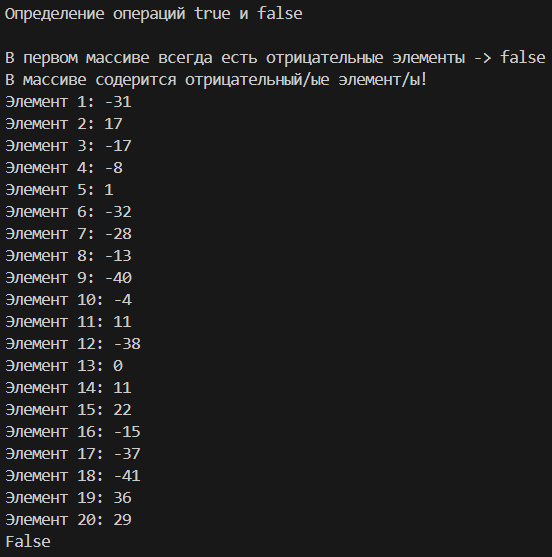 Определение операций true и false
В первом массиве всегда есть отрицательные элементы -> false
В массиве содерится отрицательный/ые элемент/ы!
Элемент 1: -31
Элемент 2: 17
Элемент 3: -17
Элемент 4: -8
Элемент 5: 1
Элемент 6: -32
Элемент 7: -28
Элемент 8: -13
Элемент 9: -40
Элемент 10: -4
Элемент 11: 11
Элемент 12: -38
Элемент 13: 0
Элемент 14: 11
Элемент 15: 22
Элемент 16: -15
Элемент 17: -37
Элемент 18: -41
Элемент 19: 36
Элемент 20: 29
False